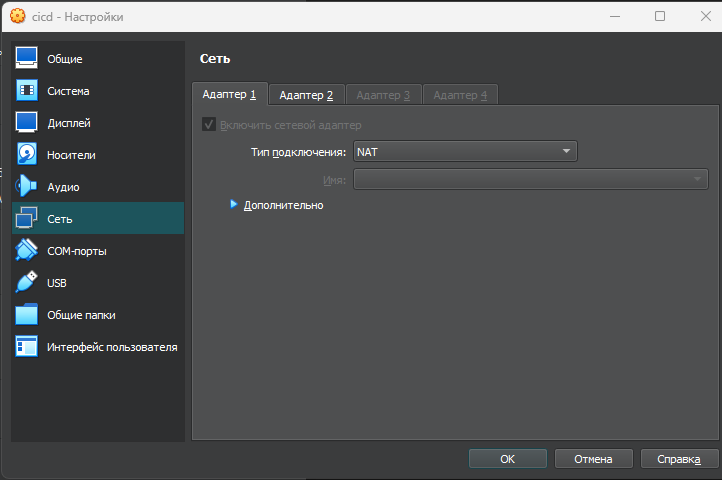 cicd - Настройки
Общие
Система
Дисплей
Носители
Аудио
Сеть
COM-порты
USB
Общие папки
Интерфейс пользователя
Сеть
Адаптер 1 Адаптер 2 Адаптер 3 Адаптер 4
Включить сетевой адаптер
Тип подключения: NAT
Имя:
Дополнительно
OK Отмена Справка